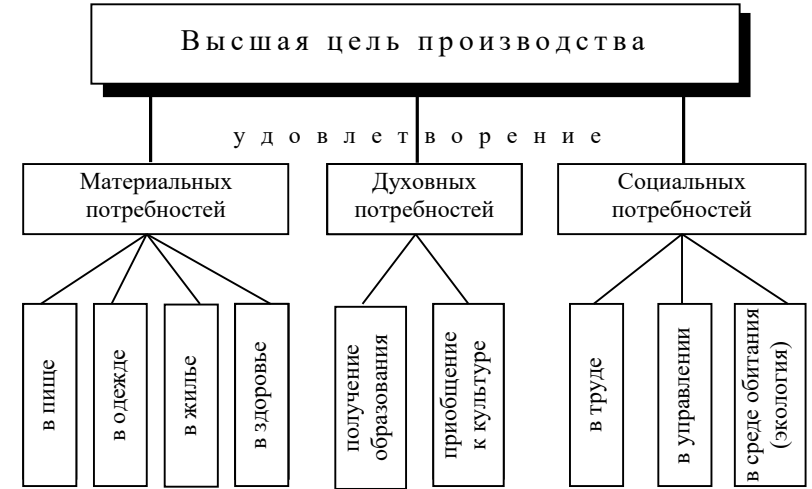 Высшая цель производства
удовлетворение
Материальных
потребностей
Духовных
потребностей
Социальных
потребностей
в пище
в одежде
в жилье
в здоровье
получение
образования
приобщение
к культуре
в труде
в управлении
в среде обитания
(экология)